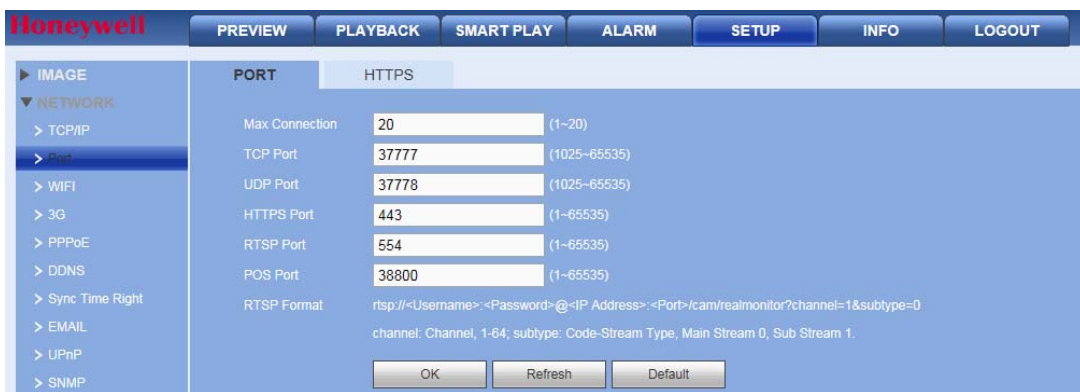 Honeywell
PREVIEW PLAYBACK SMART PLAY ALARM SETUP INFO LOGOUT
IMAGE
NETWORK
> TCP/IP
> Port
> WIFI
> 3G
> PPPoE
> DDNS
> Sync Time Right
> EMAIL
> UPnP
> SNMP
PORT HTTPS
Max Connection 20 (1~20)
TCP Port 37777 (1025~65535)
UDP Port 37778 (1025~65535)
HTTPS Port 443 (1~65535)
RTSP Port 554 (1~65535)
POS Port 38800 (1~65535)
RTSP Format rtsp://<Username>:<Password>@<IP Address>:<Port>/cam/realmonitor?channel=1&subtype=0
channel: Channel, 1-64; subtype: Code-Stream Type, Main Stream 0, Sub Stream 1.
OK Refresh Default